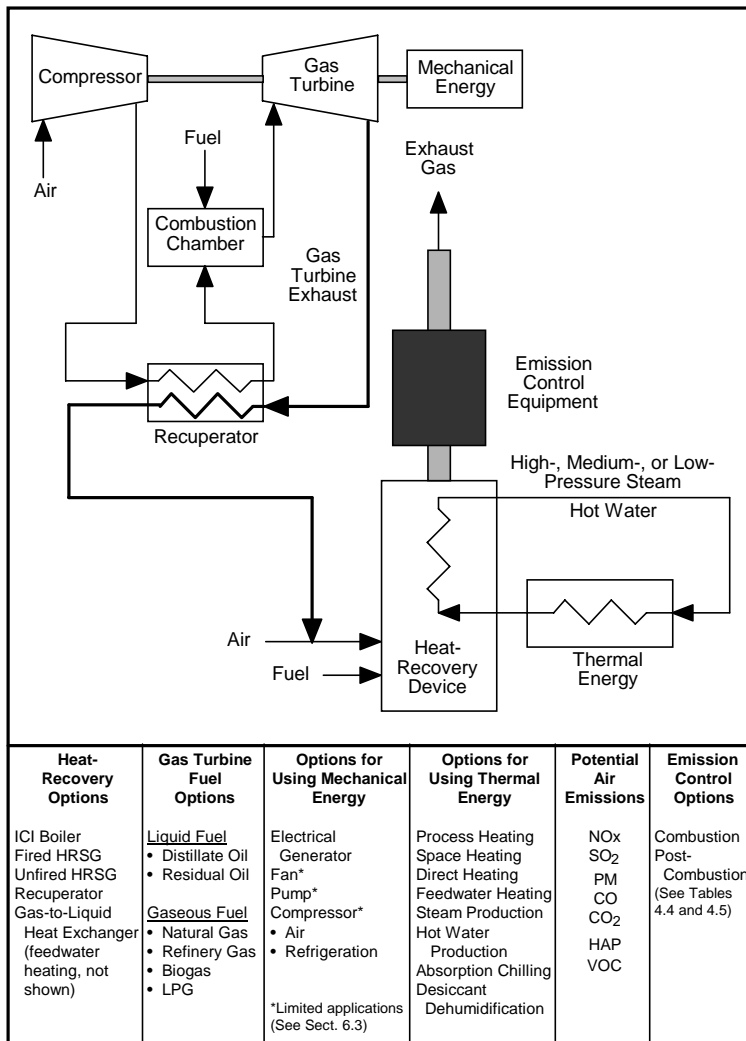 Compressor
Gas
Turbine
Mechanical
Energy
Fuel
Air
Exhaust
Gas
Combustion
Chamber
Gas
Turbine
Exhaust
Emission
Control
Equipment
Recuperator
High-, Medium-, or Low-
Pressure Steam
Hot Water
Air
Fuel
Heat-
Recovery
Device
Thermal
Energy
Heat-
Recovery
Options
ICI Boiler
Fired HRSG
Unfired HRSG
Recuperator
Gas-to-Liquid
Heat Exchanger
(feedwater
heating, not
shown)
Gas Turbine
Fuel
Options
Liquid Fuel
• Distillate Oil
• Residual Oil
Gaseous Fuel
• Natural Gas
• Refinery Gas
• Biogas
• LPG
Options for
Using Mechanical
Energy
Electrical
Generator
Fan*
Pump*
Compressor*
• Air
• Refrigeration
*Limited applications
(See Sect. 6.3)
Options for
Using Thermal
Energy
Process Heating
Space Heating
Direct Heating
Feedwater Heating
Steam Production
Hot Water
Production
Absorption Chilling
Desiccant
Dehumidification
Potential
Air
Emissions
NOx
SO2
PM
CO
CO2
HAP
VOC
Emission
Control
Options
Combustion
Post-
Combustion
(See Tables
4.4 and 4.5)